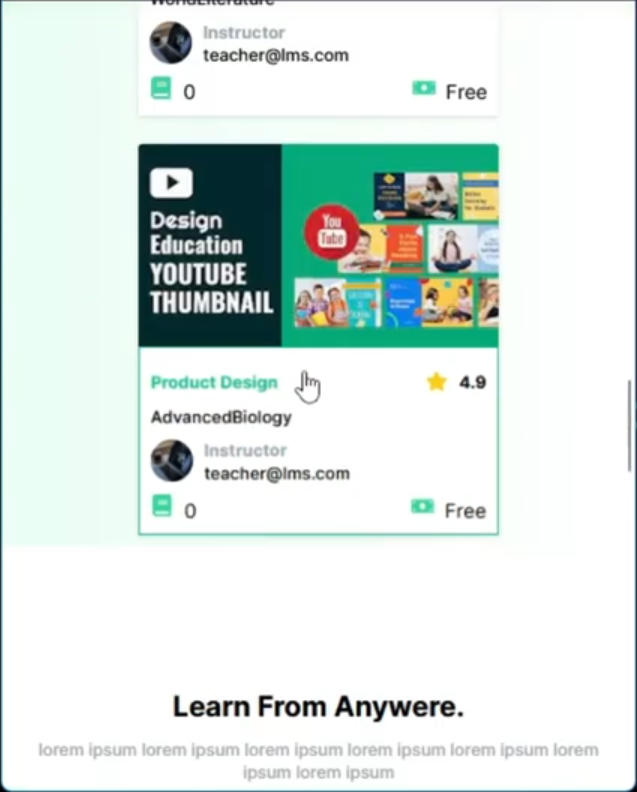 WorldLiterature
Instructor
teacher@lms.com
0
Free
Design
Education
YOUTUBE
THUMBNAIL
You
Tube
Product Design
4.9
AdvancedBiology
Instructor
teacher@lms.com
0
Free
Learn From Anywere.
lorem ipsum lorem ipsum lorem ipsum lorem ipsum lorem ipsum lorem
ipsum lorem ipsum